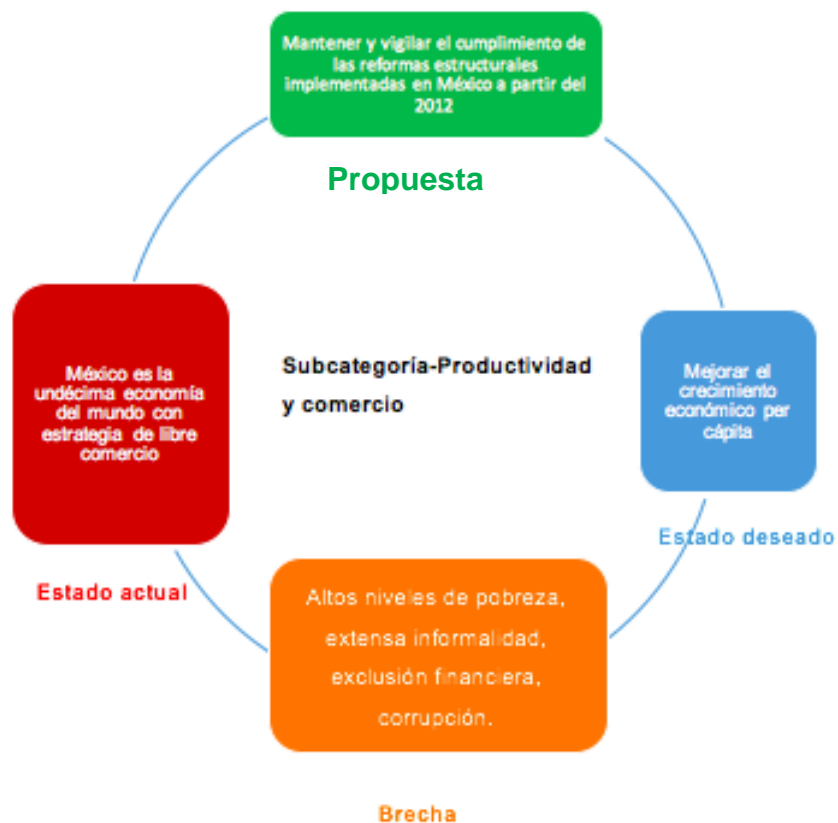 Mantener y vigilar el cumplimiento de
las reformas estructurales
implementadas en México a partir del
2012
Propuesta
México es la
undécima economía
del mundo con
estrategia de libre
comercio
Estado actual
Subcategoría-Productividad
y comercio
Mejorar el
crecimiento
económico per
cápita
Estado deseado
Altos niveles de pobreza,
extensa informalidad,
exclusión financiera,
corrupción.
Brecha